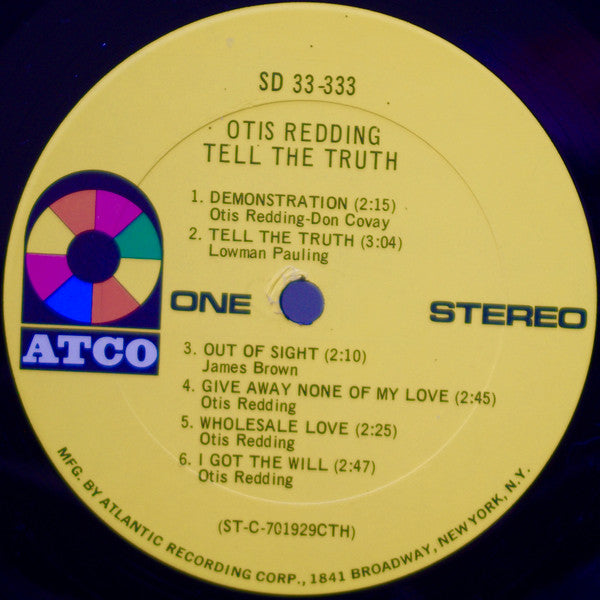 SD 33-333
OTIS REDDING
TELL THE TRUTH
1. DEMONSTRATION (2:15)
Otis Redding-Don Covay
2. TELL THE TRUTH (3:04)
Lowman Pauling
ONE
STEREO
ATCO
3. OUT OF SIGHT (2:10)
James Brown
4. GIVE AWAY NONE OF MY LOVE (2:45)
Otis Redding
5. WHOLESALE LOVE (2:25)
Otis Redding
6. I GOT THE WILL (2:47)
Otis Redding
(ST-C-701929CTH)
MFG. BY ATLANTIC RECORDING CORP., 1841 BROADWAY, NEW YORK, N.Y.